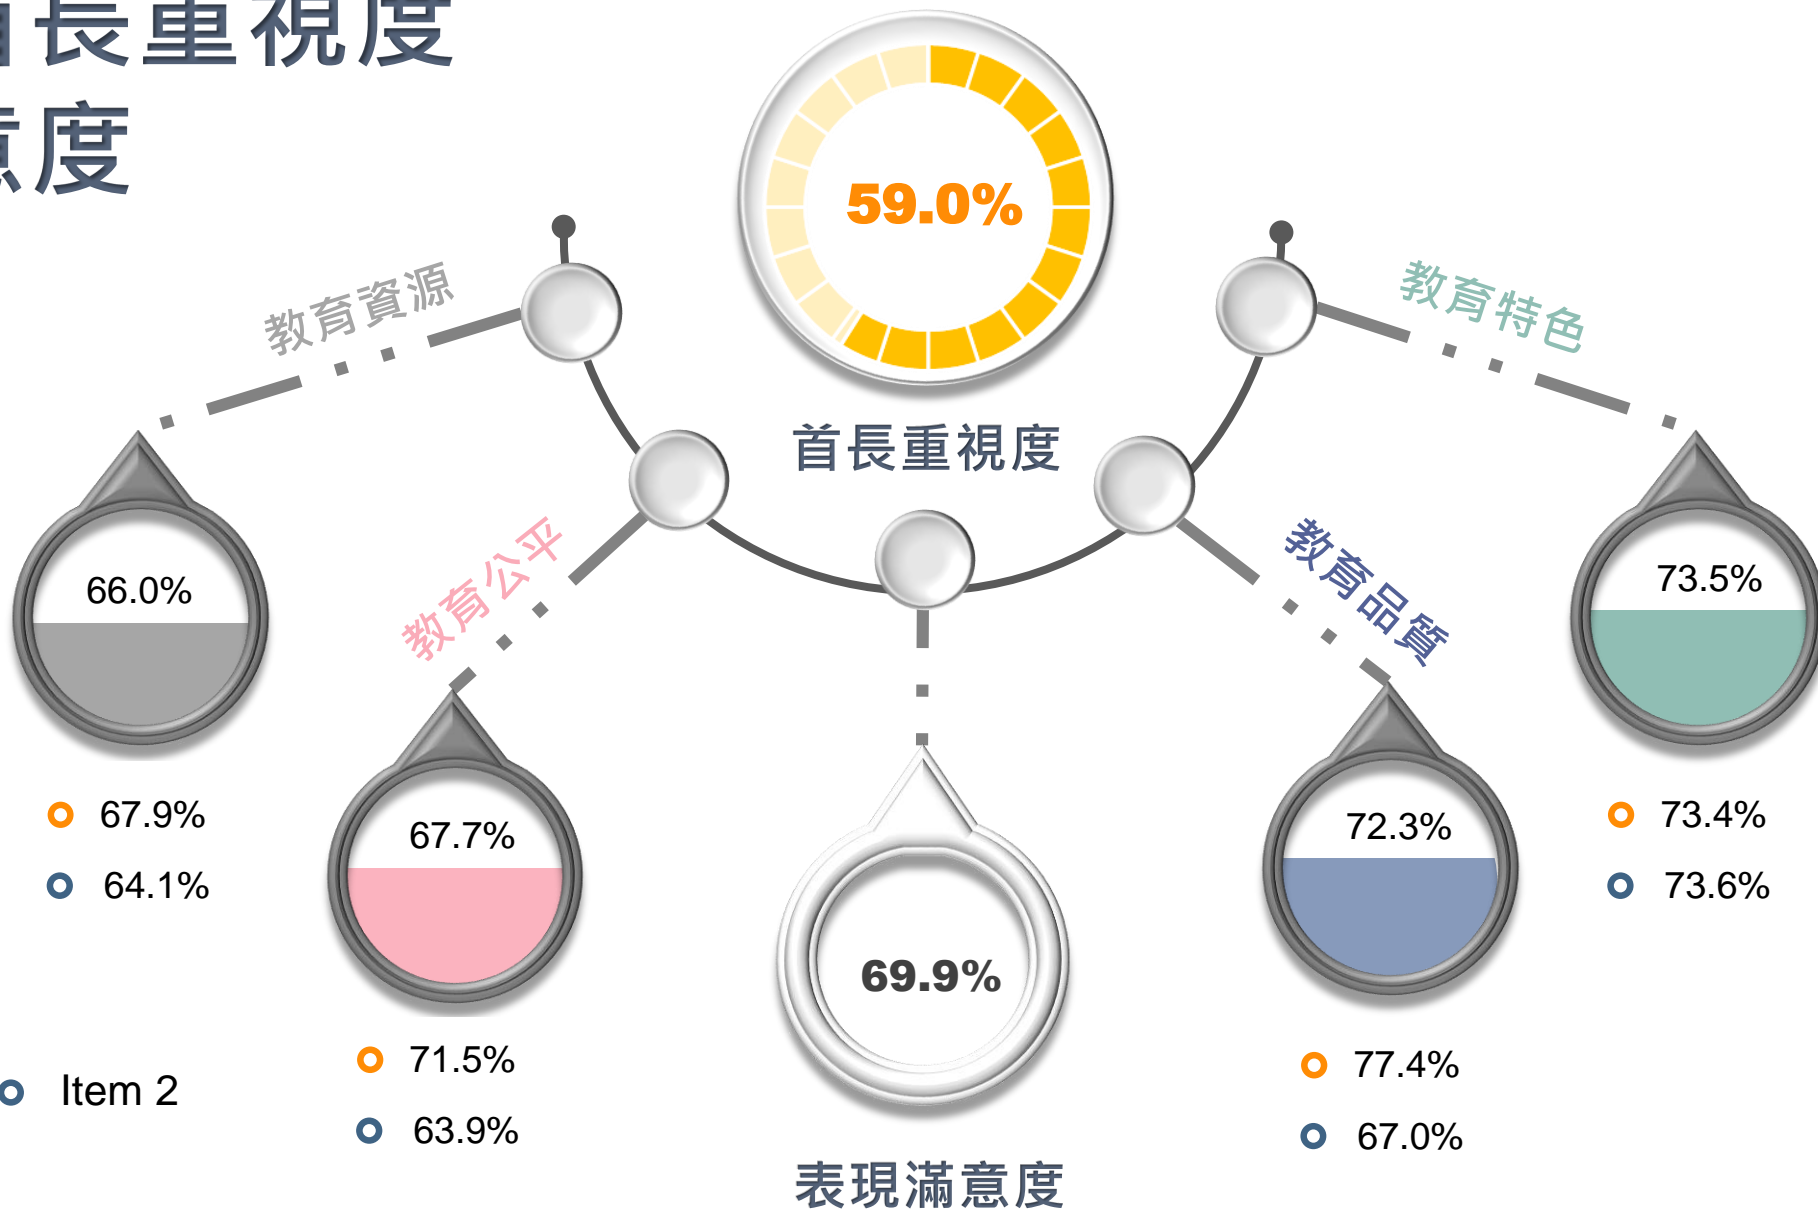 首長重視度
意度
59.0%
首長重視度
教育資源
66.0%
67.9%
64.1%
教育公平
67.7%
71.5%
63.9%
69.9%
表現滿意度
教育品質
72.3%
77.4%
67.0%
教育特色
73.5%
73.4%
73.6%
Item 2